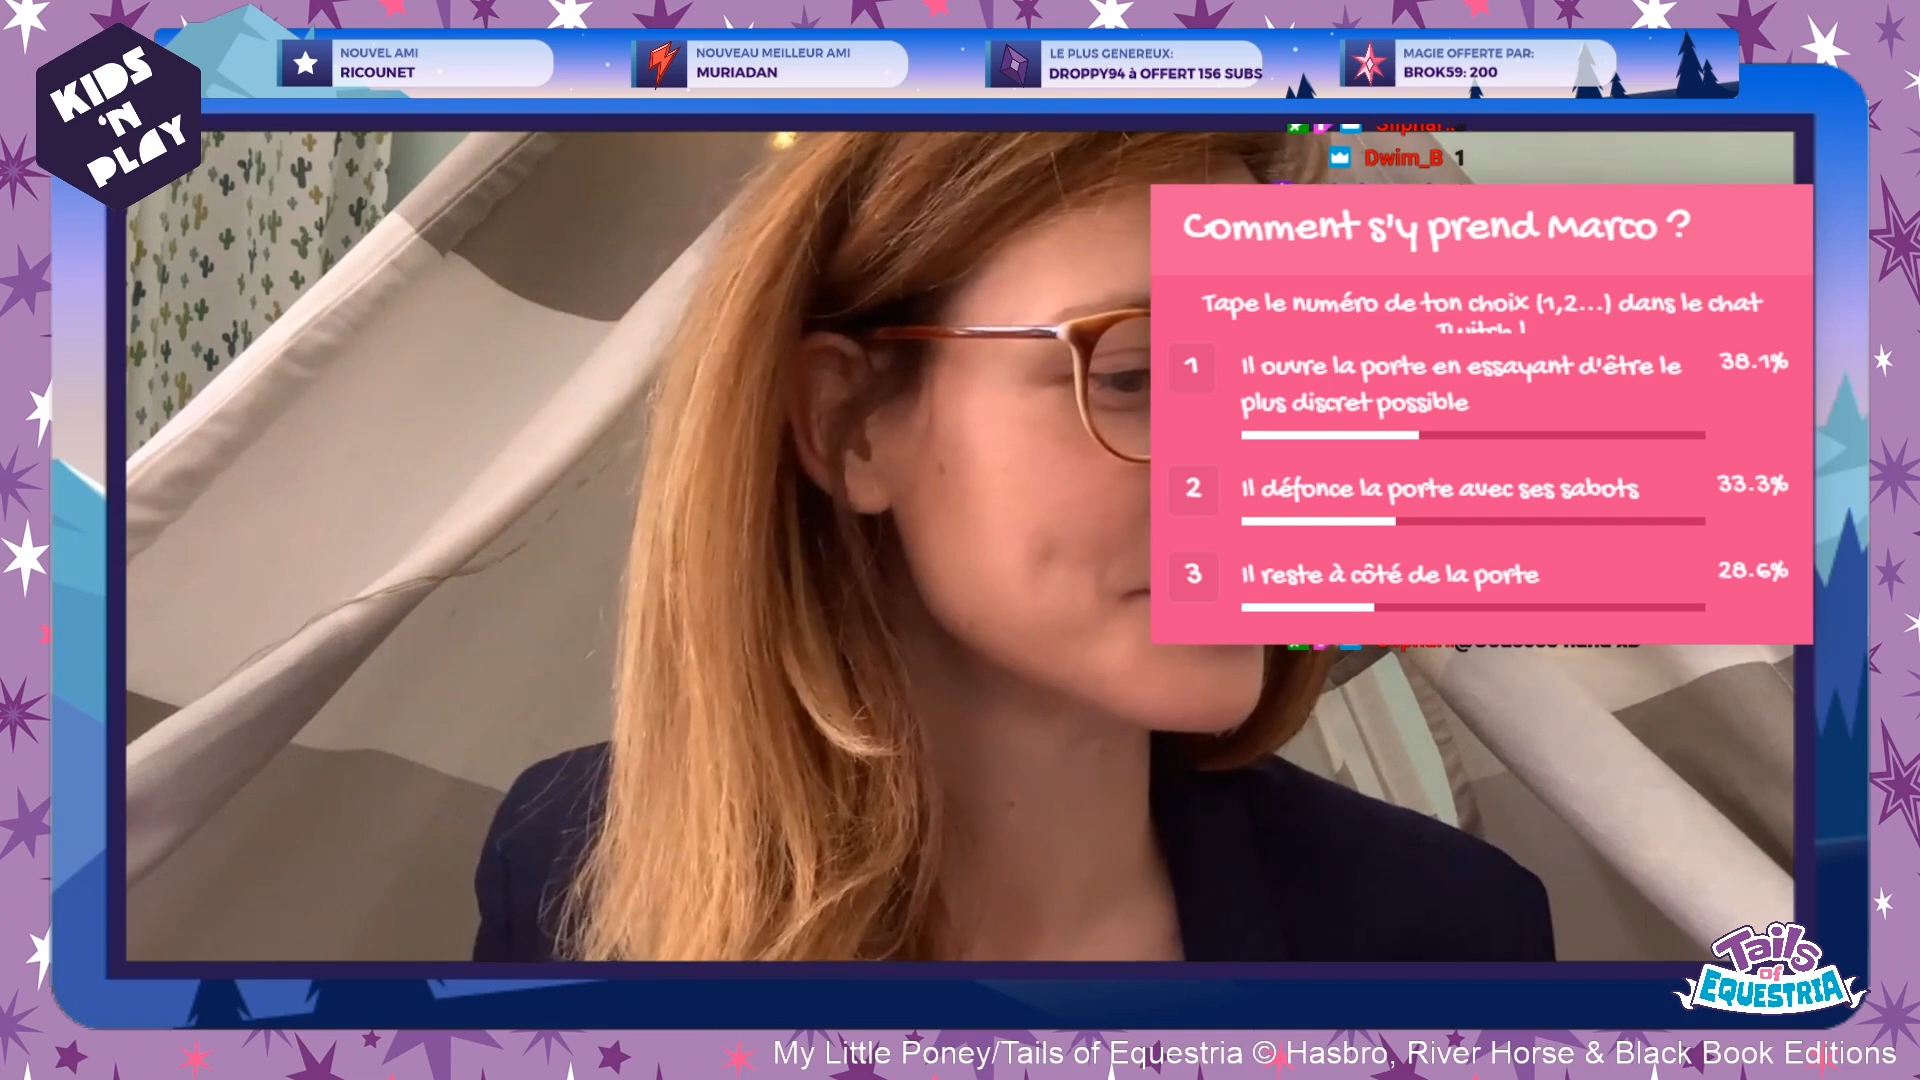 KIDS
'N
PLAY
NOUVEL AMI
RICOUNET
NOUVEAU MEILLEUR AMI
MURIADAN
LE PLUS GENEREUX:
DROPPY94 à OFFERT 156 SUBS
MAGIE OFFERTE PAR:
BROK59: 200
Dwim_B 1
Comment s'y prend Marco ?
Tape le numéro de ton choix (1,2...) dans le chat
Twitch !
1 Il ouvre la porte en essayant d'être le 38.1%
plus discret possible
2 Il défonce la porte avec ses sabots 33.3%
3 Il reste à côté de la porte 28.6%
Tails
of
EQUESTRIA
My Little Poney/Tails of Equestria © Hasbro, River Horse & Black Book Editions